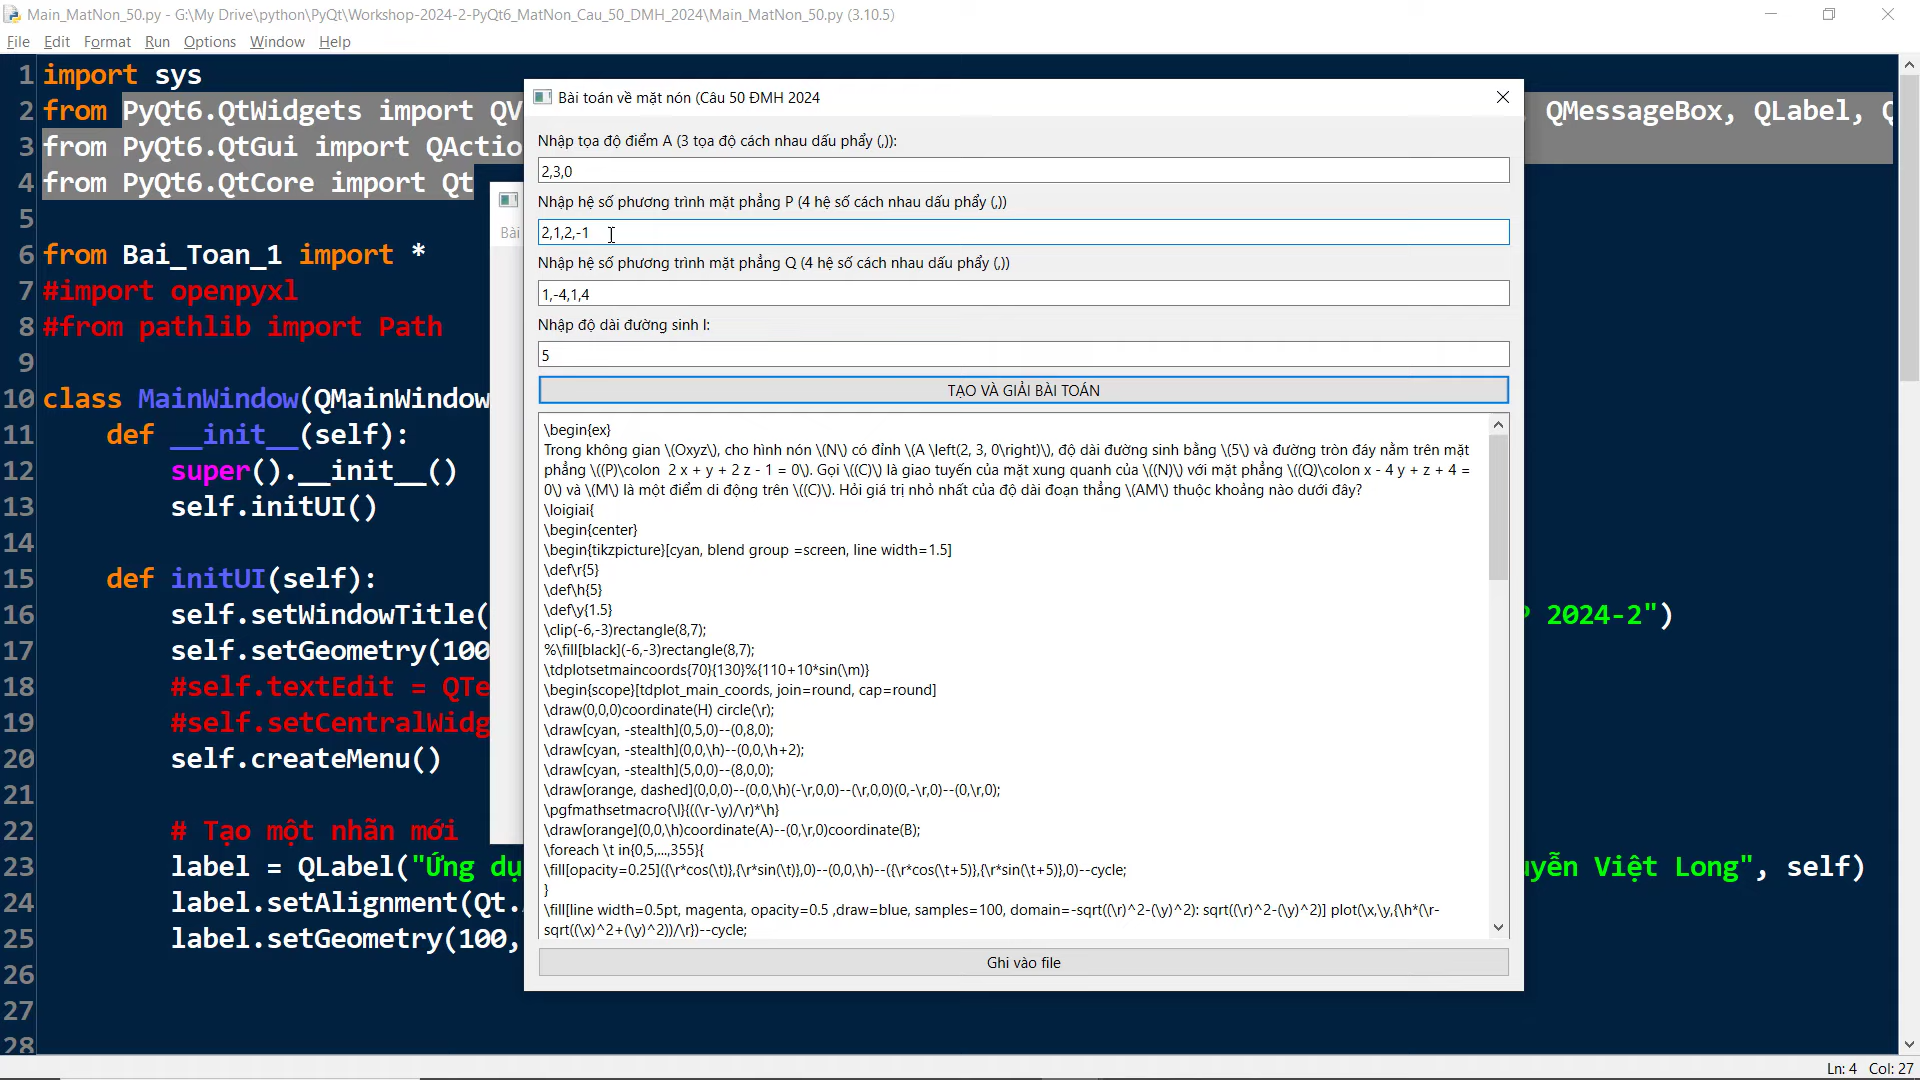 Main_MatNon_50.py - G:\My Drive\python\PyQt\Workshop-2024-2-PyQt6_MatNon_Cau_50_DMH_2024\Main_MatNon_50.py (3.10.5)
File Edit Format Run Options Window Help
1 import sys
2 from PyQt6.QtWidgets import QV QMessageBox, QLabel, Q
3 from PyQt6.QtGui import QActio
4 from PyQt6.QtCore import Qt
5
6 from Bai_Toan_1 import *
7 #import openpyxl
8 #from pathlib import Path
9
10 class MainWindow(QMainWindow
11 def __init__(self):
12 super().__init__()
13 self.initUI()
14
15 def initUI(self):
16 self.setWindowTitle( P 2024-2")
17 self.setGeometry(100
18 #self.textEdit = QTe
19 #self.setCentralWidg
20 self.createMenu()
21
22 # Tạo một nhãn mới
23 label = QLabel("Ứng dụ uyễn Việt Long", self)
24 label.setAlignment(Qt.
25 label.setGeometry(100,
26
27
28
Bài
Bài toán về mặt nón (Câu 50 ĐMH 2024
Nhập tọa độ điểm A (3 tọa độ cách nhau dấu phẩy (,)):
2,3,0
Nhập hệ số phương trình mặt phẳng P (4 hệ số cách nhau dấu phẩy (,))
2,1,2,-1
Nhập hệ số phương trình mặt phẳng Q (4 hệ số cách nhau dấu phẩy (,))
1,-4,1,4
Nhập độ dài đường sinh l:
5
TẠO VÀ GIẢI BÀI TOÁN
\begin{ex}
Trong không gian \(Oxyz\), cho hình nón \(N\) có đỉnh \(A \left(2, 3, 0\right)\), độ dài đường sinh bằng \(5\) và đường tròn đáy nằm trên mặt
phẳng \((P)\colon  2 x + y + 2 z - 1 = 0\). Gọi \((C)\) là giao tuyến của mặt xung quanh của \((N)\) với mặt phẳng \((Q)\colon x - 4 y + z + 4 =
0\) và \(M\) là một điểm di động trên \((C)\). Hỏi giá trị nhỏ nhất của độ dài đoạn thẳng \(AM\) thuộc khoảng nào dưới đây?
\loigiai{
\begin{center}
\begin{tikzpicture}[cyan, blend group =screen, line width=1.5]
\def\r{5}
\def\h{5}
\def\y{1.5}
\clip(-6,-3)rectangle(8,7);
%\fill[black](-6,-3)rectangle(8,7);
\tdplotsetmaincoords{70}{130}%{110+10*sin(\m)}
\begin{scope}[tdplot_main_coords, join=round, cap=round]
\draw(0,0,0)coordinate(H) circle(\r);
\draw[cyan, -stealth](0,5,0)--(0,8,0);
\draw[cyan, -stealth](0,0,\h)--(0,0,\h+2);
\draw[cyan, -stealth](5,0,0)--(8,0,0);
\draw[orange, dashed](0,0,0)--(0,0,\h)(-\r,0,0)--(\r,0,0)(0,-\r,0)--(0,\r,0);
\pgfmathsetmacro{\l}{((\r-\y)/\r)*\h}
\draw[orange](0,0,\h)coordinate(A)--(0,\r,0)coordinate(B);
\foreach \t in{0,5,...,355}{
\fill[opacity=0.25]({\r*cos(\t)},{\r*sin(\t)},0)--(0,0,\h)--({\r*cos(\t+5)},{\r*sin(\t+5)},0)--cycle;
}
\fill[line width=0.5pt, magenta, opacity=0.5 ,draw=blue, samples=100, domain=-sqrt((\r)^2-(\y)^2): sqrt((\r)^2-(\y)^2)] plot(\x,\y,{\h*(\r-
sqrt((\x)^2+(\y)^2))/\r})--cycle;
Ghi vào file
Ln: 4 Col: 27